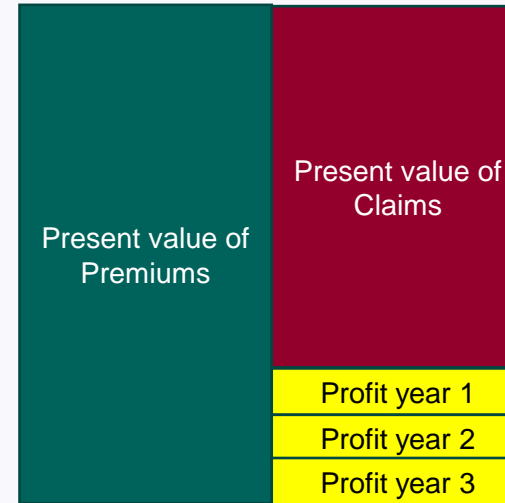 Present value of
Premiums
Present value of
Claims
Profit year 1
Profit year 2
Profit year 3